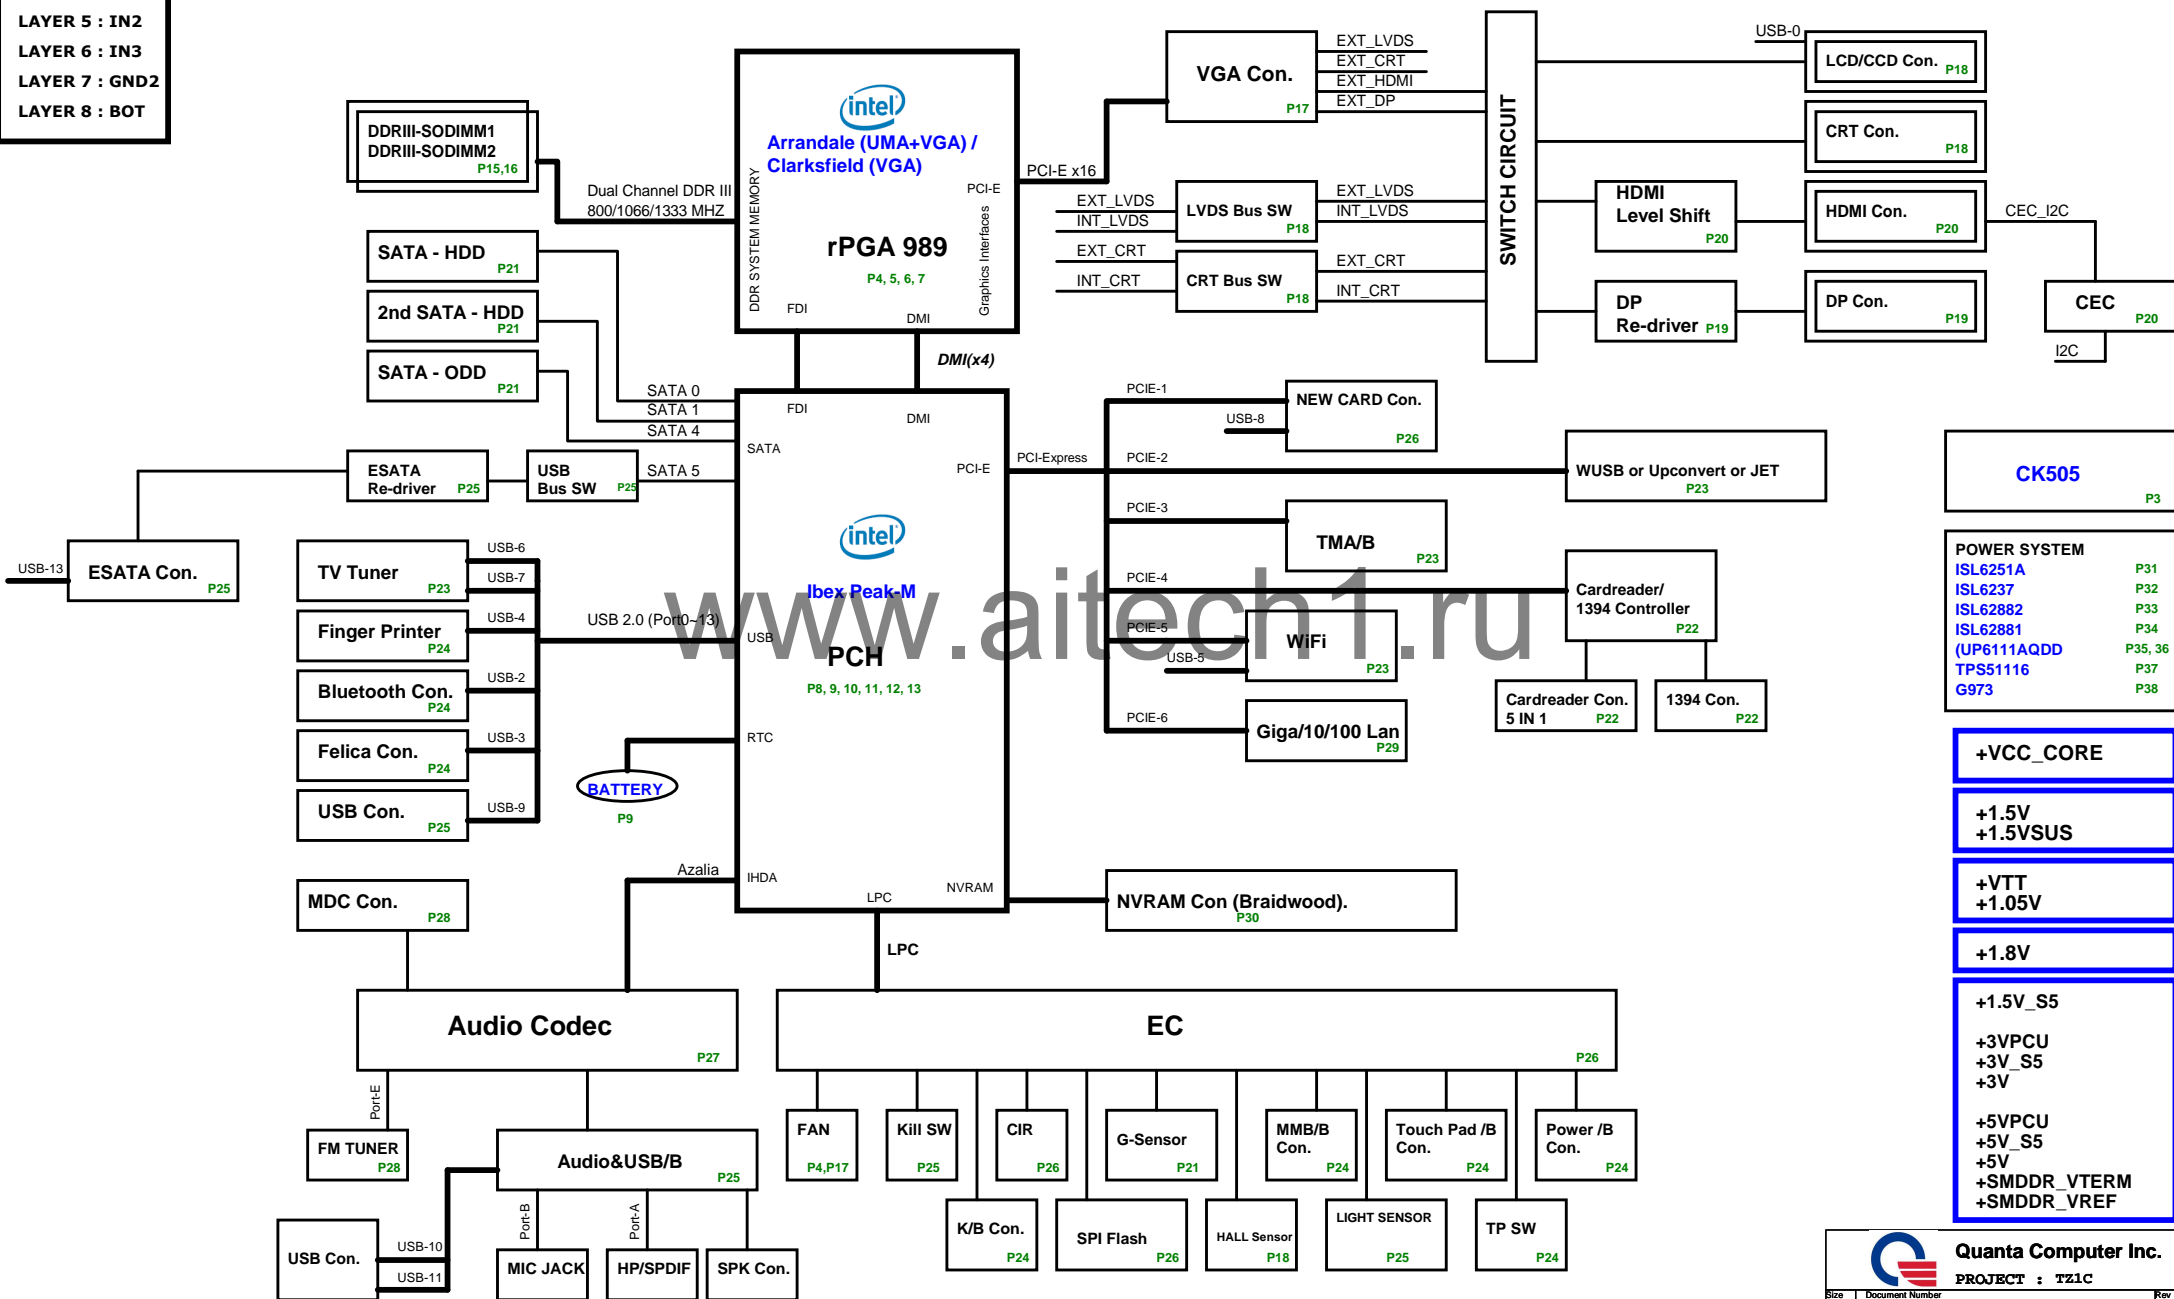 LAYER 5 : IN2
LAYER 6 : IN3
LAYER 7 : GND2
LAYER 8 : BOT
DDRIII-SODIMM1
DDRIII-SODIMM2
P15,16
Dual Channel DDR III
800/1066/1333 MHZ
intel
Arrandale (UMA+VGA) /
Clarksfield (VGA)
DDR SYSTEM MEMORY
PCI-E
Graphics Interfaces
rPGA 989
P4, 5, 6, 7
FDI
DMI
PCI-E x16
VGA Con.
P17
EXT_LVDS
EXT_CRT
EXT_HDMI
EXT_DP
EXT_LVDS
INT_LVDS
LVDS Bus SW
P18
EXT_LVDS
INT_LVDS
EXT_CRT
INT_CRT
CRT Bus SW
P18
EXT_CRT
INT_CRT
SWITCH CIRCUIT
USB-0
LCD/CCD Con.
P18
CRT Con.
P18
HDMI
Level Shift
P20
HDMI Con.
P20
CEC_I2C
DP
Re-driver
P19
DP Con.
P19
CEC
P20
I2C
SATA - HDD
P21
2nd SATA - HDD
P21
SATA - ODD
P21
SATA 0
SATA 1
SATA 4
SATA 5
DMI(x4)
ESATA
Re-driver
P25
USB
Bus SW
P25
USB-13
ESATA Con.
P25
FDI
DMI
SATA
PCI-E
intel
Ibex Peak-M
USB
PCH
P8, 9, 10, 11, 12, 13
RTC
IHDA
LPC
NVRAM
www.aitech1.ru
TV Tuner
P23
USB-6
USB-7
Finger Printer
P24
USB-4
Bluetooth Con.
P24
USB-2
Felica Con.
P24
USB-3
USB Con.
P25
USB-9
USB 2.0 (Port0~13)
BATTERY
P9
PCI-Express
PCIE-1
USB-8
NEW CARD Con.
P26
PCIE-2
WUSB or Upconvert or JET
P23
PCIE-3
TMA/B
P23
PCIE-4
Cardreader/
1394 Controller
P22
PCIE-5
USB-5
WiFi
P23
Cardreader Con.
5 IN 1
P22
1394 Con.
P22
PCIE-6
Giga/10/100 Lan
P29
CK505
P3
POWER SYSTEM
ISL6251A P31
ISL6237 P32
ISL62882 P33
ISL62881 P34
(UP6111AQDD P35, 36
TPS51116 P37
G973 P38
+VCC_CORE
+1.5V
+1.5VSUS
+VTT
+1.05V
+1.8V
+1.5V_S5
+3VPCU
+3V_S5
+3V
+5VPCU
+5V_S5
+5V
+SMDDR_VTERM
+SMDDR_VREF
MDC Con.
P28
Azalia
NVRAM Con (Braidwood).
P30
LPC
Audio Codec
P27
EC
P26
Port-E
FM TUNER
P28
Audio&USB/B
P25
Port-B
Port-A
USB Con.
USB-10
USB-11
MIC JACK
HP/SPDIF
SPK Con.
FAN
P4,P17
Kill SW
P25
CIR
P26
G-Sensor
P21
MMB/B
Con.
P24
Touch Pad /B
Con.
P24
Power /B
Con.
P24
K/B Con.
P24
SPI Flash
P26
HALL Sensor
P18
LIGHT SENSOR
P25
TP SW
P24
Quanta Computer Inc.
PROJECT : TZ1C
Size
Document Number
Rev